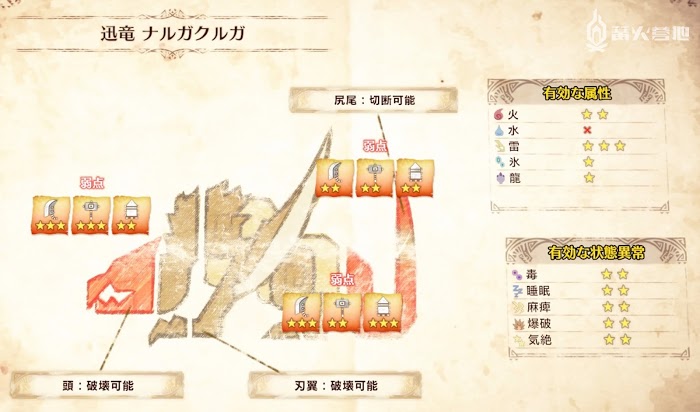 迅竜 ナルガクルガ
篝火营地
尻尾：切断可能
弱点
弱点
弱点
頭：破壊可能
刃翼：破壊可能
有効な属性
火
水
雷
氷
龍
有効な状態異常
毒
睡眠
麻痺
爆破
気絶